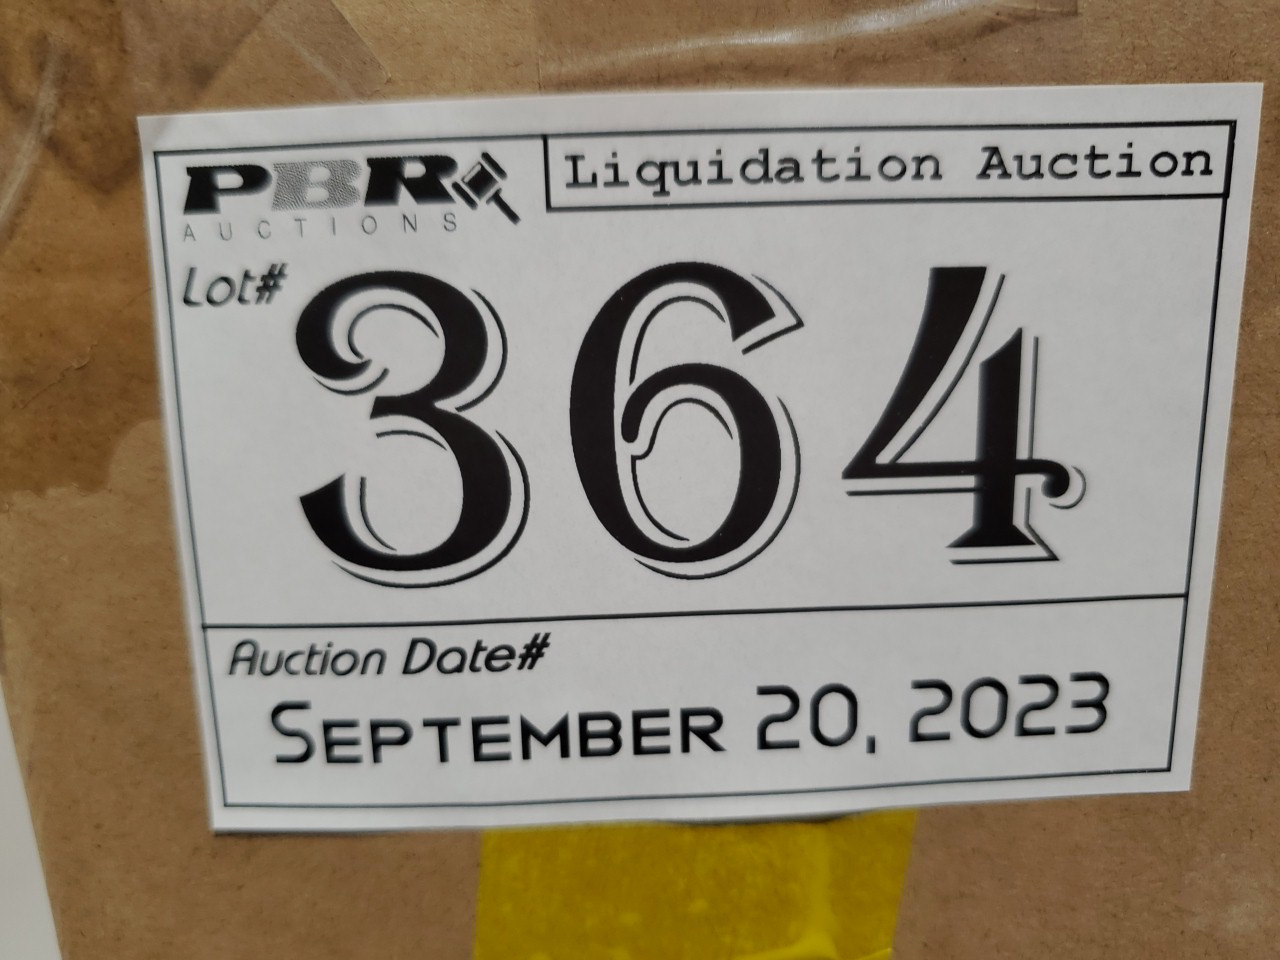 PBR
AUCTIONS
Liquidation Auction
Lot#
364
Auction Date#
SEPTEMBER 20, 2023